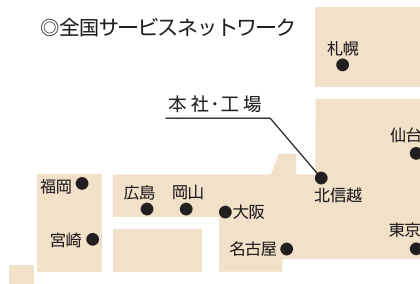 ◎全国サービスネットワーク
札幌
本社・工場
仙台
福岡
広島
岡山
北信越
大阪
宮崎
名古屋
東京